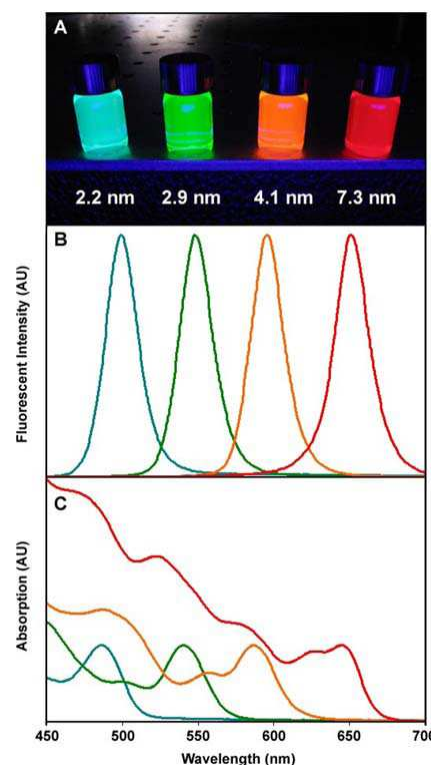 A
2.2 nm 2.9 nm 4.1 nm 7.3 nm
B
Fluorescent Intensity (AU)
C
Absorption (AU)
450 500 550 600 650 700
Wavelength (nm)